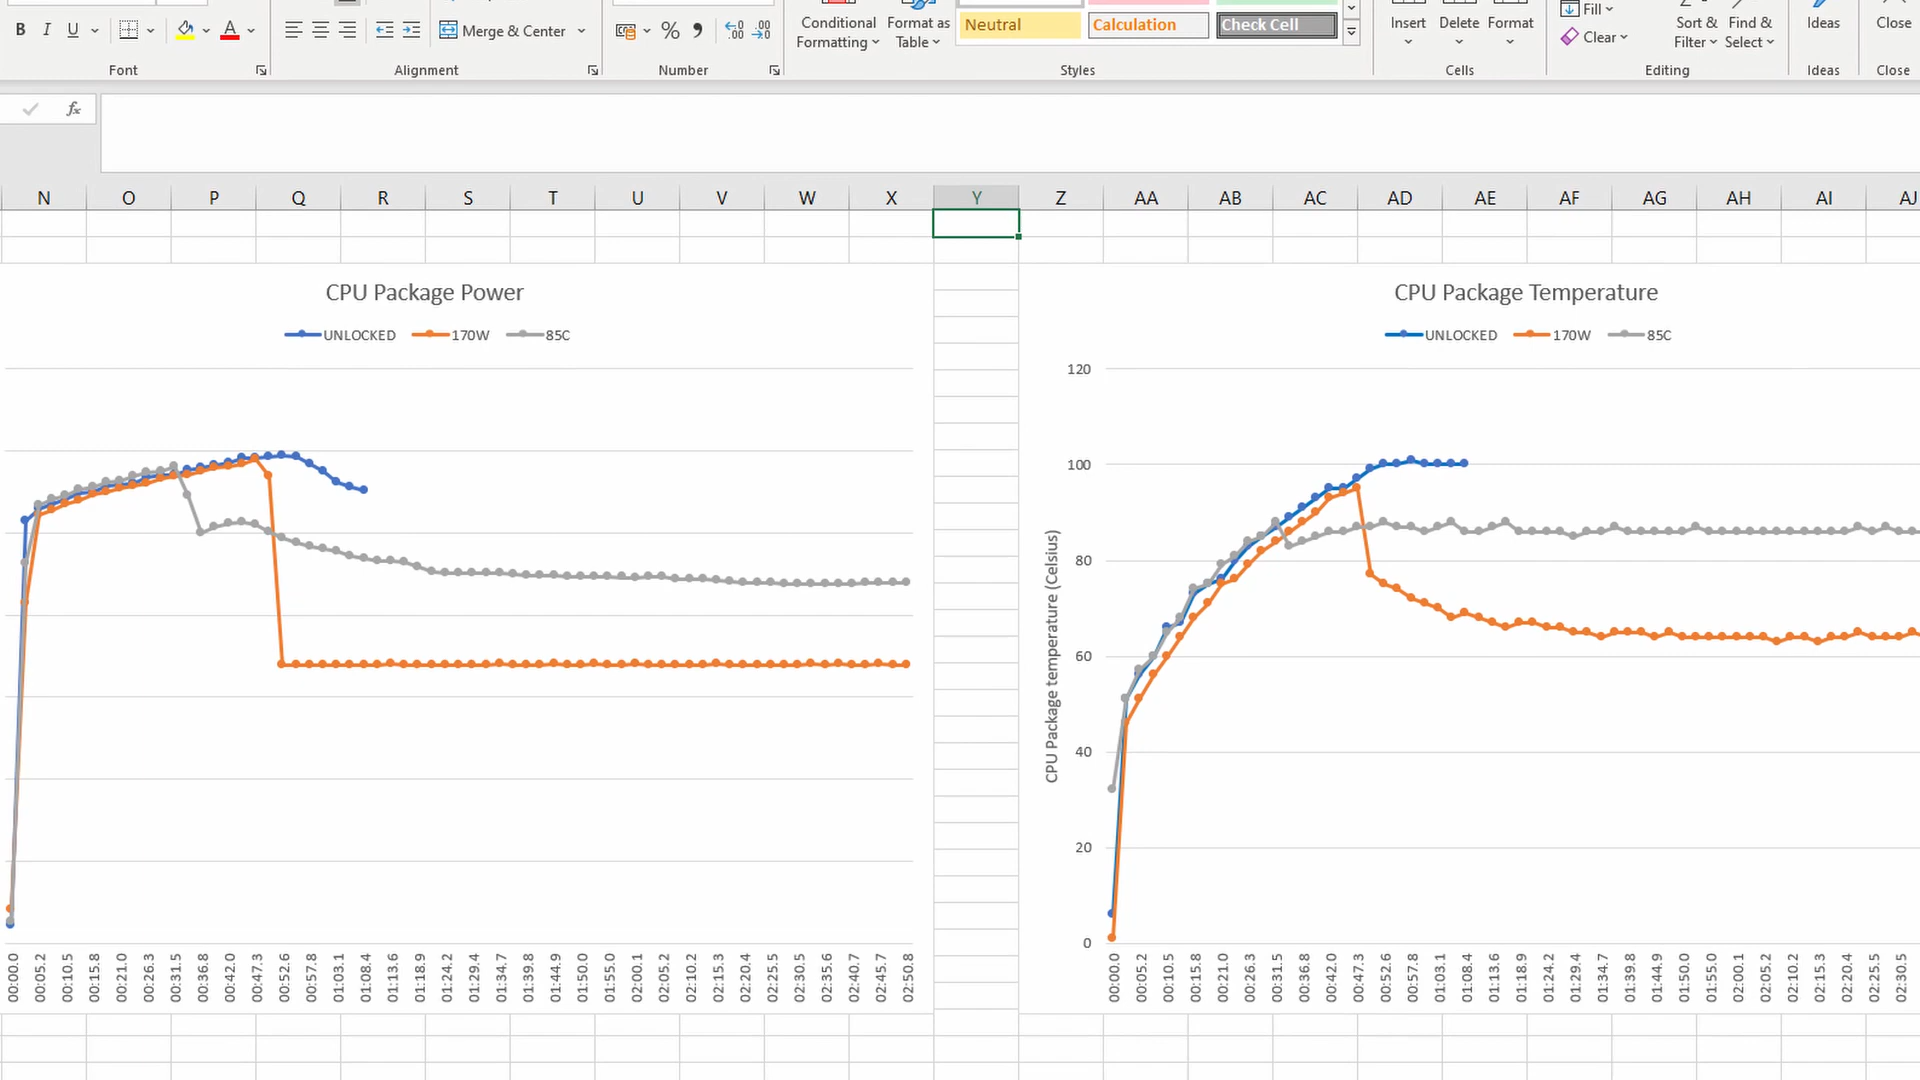 B I U A Merge & Center % Conditional Formatting Format as Table Neutral Calculation Check Cell Insert Delete Format Fill Clear Sort & Filter Find & Select Ideas Close
Font Alignment Number Styles Cells Editing Ideas Close
fx
N O P Q R S T U V W X Y Z AA AB AC AD AE AF AG AH AI AJ
CPU Package Power
UNLOCKED 170W 85C
00:00.0 00:05.2 00:10.5 00:15.8 00:21.0 00:26.3 00:31.5 00:36.8 00:42.0 00:47.3 00:52.6 00:57.8 01:03.1 01:08.4 01:13.6 01:18.9 01:24.2 01:29.4 01:34.7 01:39.8 01:44.9 01:50.0 01:55.0 02:00.1 02:05.2 02:10.2 02:15.3 02:20.4 02:25.5 02:30.5 02:35.6 02:40.7 02:45.7 02:50.8
CPU Package Temperature
UNLOCKED 170W 85C
CPU Package temperature (Celsius)
120
100
80
60
40
20
0
00:00.0 00:05.2 00:10.5 00:15.8 00:21.0 00:26.3 00:31.5 00:36.8 00:42.0 00:47.3 00:52.6 00:57.8 01:03.1 01:08.4 01:13.6 01:18.9 01:24.2 01:29.4 01:34.7 01:39.8 01:44.9 01:50.0 01:55.0 02:00.1 02:05.2 02:10.2 02:15.3 02:20.4 02:25.5 02:30.5